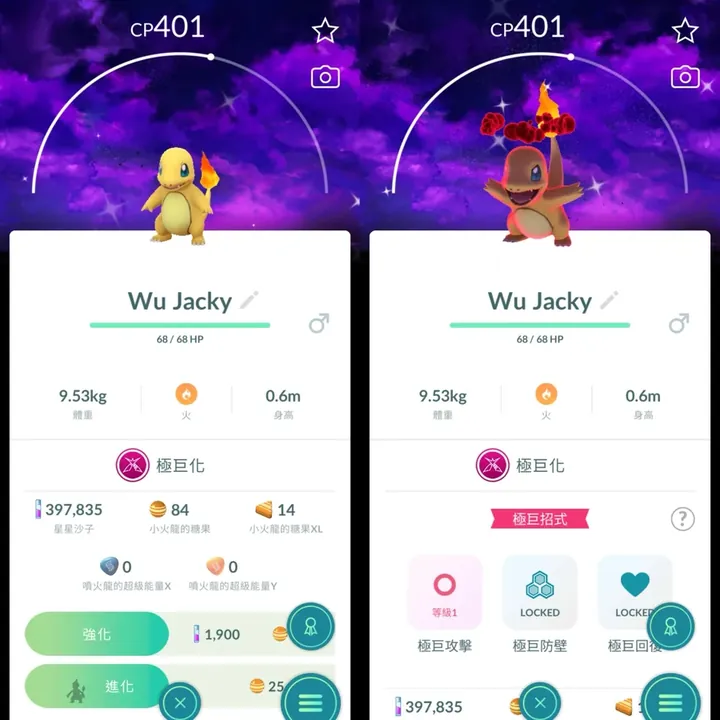 CP401
Wu Jacky
68 / 68 HP
9.53kg
0.6m
體重
火
身高
極巨化
397,835
84
14
星星沙子
小火龍的糖果
小火龍的糖果XL
0
0
噴火龍的超級能量X
噴火龍的超級能量Y
強化
1,900
進化
25
CP401
Wu Jacky
68 / 68 HP
9.53kg
0.6m
體重
火
身高
極巨化
極巨招式
?
等級1
LOCKED
LOCKED
極巨攻擊
極巨防壁
極巨回復
397,835